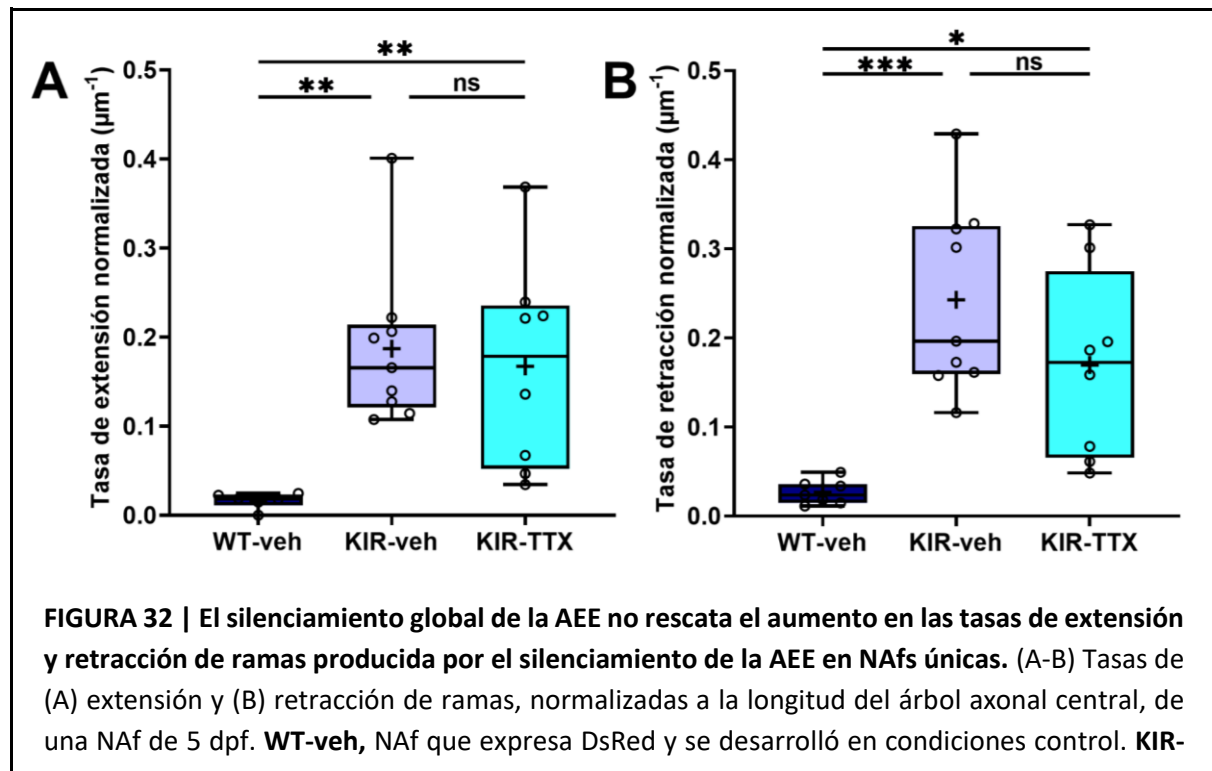 A
Tasa de extensión normalizada (µm⁻¹)
0.5
0.4
0.3
0.2
0.1
0.0
**
**
ns
WT-veh KIR-veh KIR-TTX
B
Tasa de retracción normalizada (µm⁻¹)
0.5
0.4
0.3
0.2
0.1
0.0
*
***
ns
WT-veh KIR-veh KIR-TTX
FIGURA 32 | El silenciamiento global de la AEE no rescata el aumento en las tasas de extensión
y retracción de ramas producida por el silenciamiento de la AEE en NAfs únicas. (A-B) Tasas de
(A) extensión y (B) retracción de ramas, normalizadas a la longitud del árbol axonal central, de
una NAf de 5 dpf. WT-veh, NAf que expresa DsRed y se desarrolló en condiciones control. KIR-